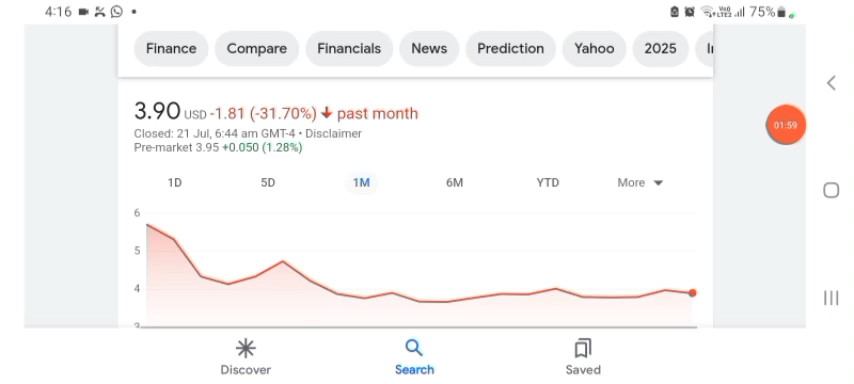 4:16 75%
Finance Compare Financials News Prediction Yahoo 2025
3.90 USD -1.81 (-31.70%) past month
Closed: 21 Jul, 6:44 am GMT-4 • Disclaimer
Pre-market 3.95 +0.050 (1.28%)
01:59
1D 5D 1M 6M YTD More
6
5
4
3
Discover Search Saved